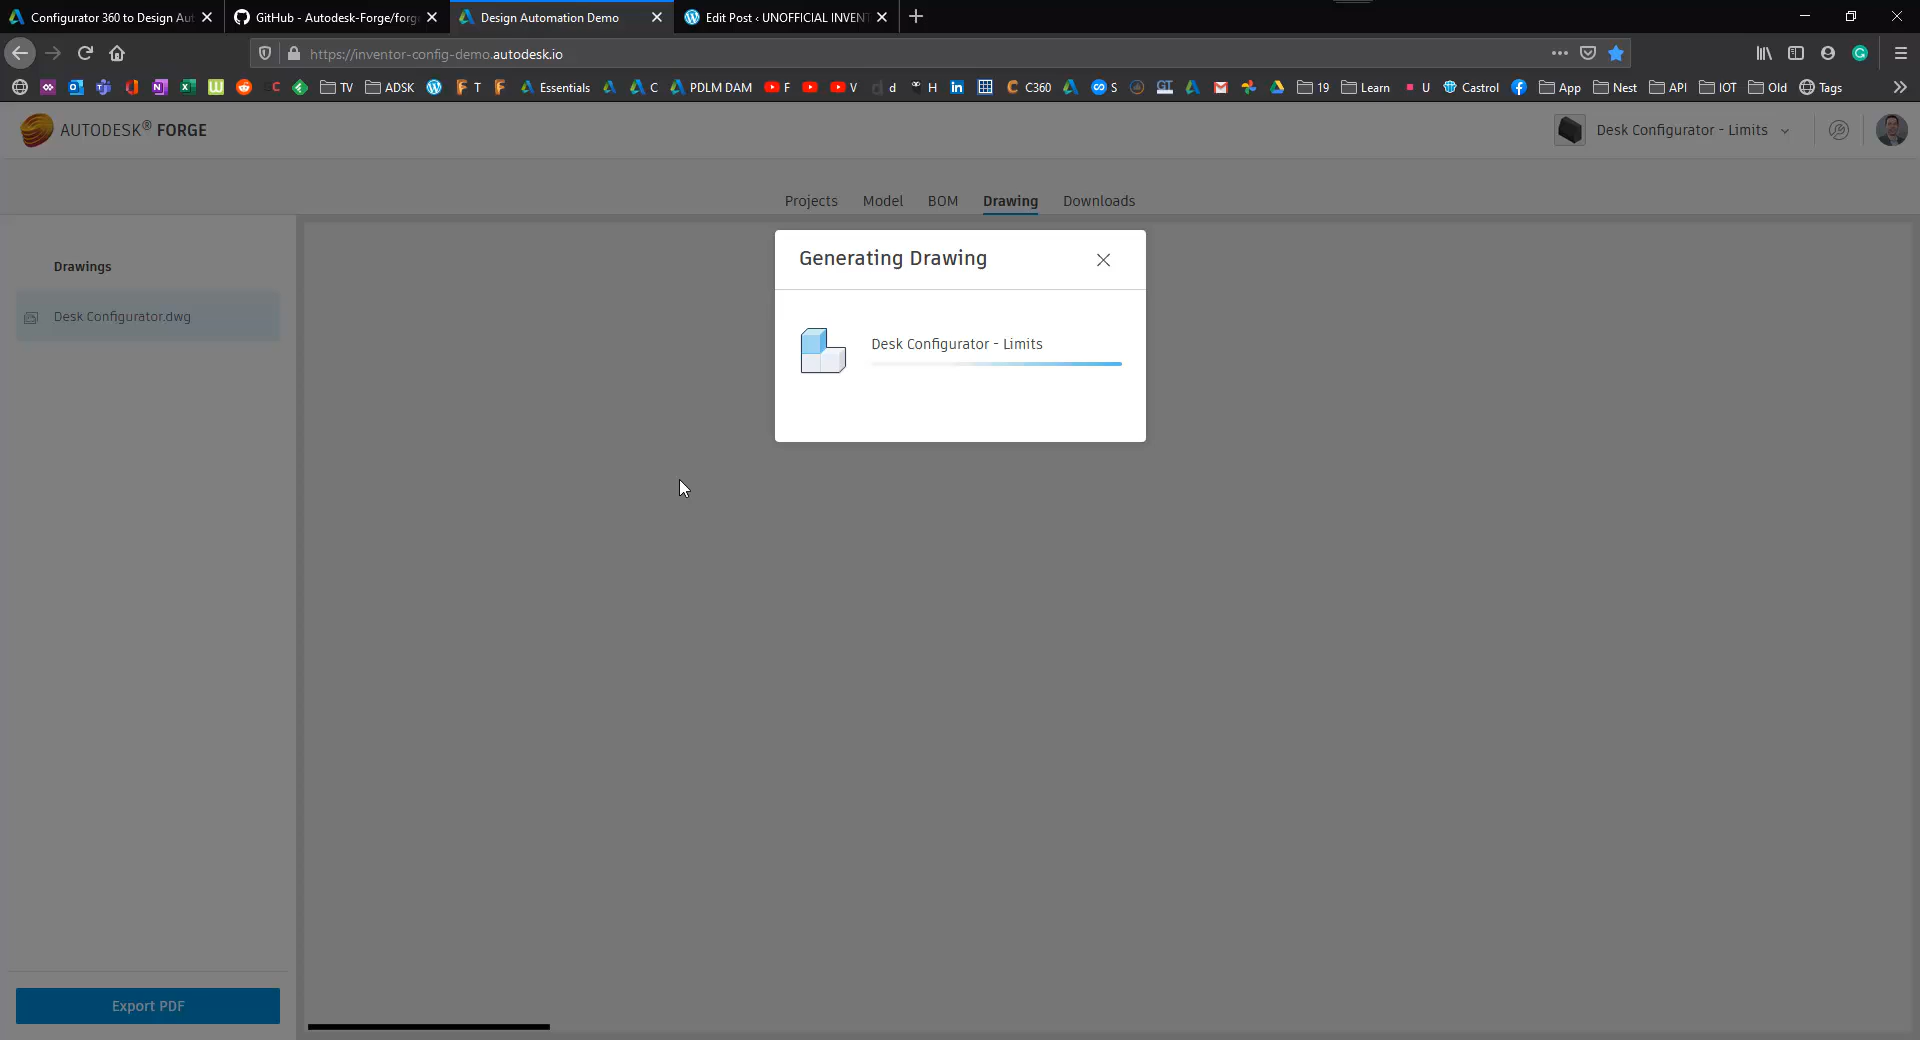 Configurator 360 to Design Aut
GitHub - Autodesk-Forge/forg
Design Automation Demo
Edit Post ‹ UNOFFICIAL INVEN
https://inventor-config-demo.autodesk.io
TV
ADSK
T
F
Essentials
C
PDLM DAM
F
V
d
H
C360
S
19
Learn
U
Castrol
App
Nest
API
IOT
Old
Tags
AUTODESK® FORGE
Desk Configurator - Limits
Projects
Model
BOM
Drawing
Downloads
Drawings
Desk Configurator.dwg
Generating Drawing
Desk Configurator - Limits
Export PDF